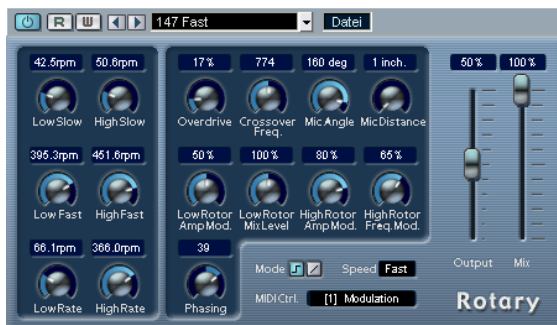 R W 147 Fast Datei
42.5rpm 50.6rpm 17% 774 160 deg 1 inch. 50% 100%
LowSlow HighSlow Overdrive Crossover Freq. MicAngle MicDistance
395.3rpm 451.6rpm 50% 100% 80% 65%
Low Fast HighFast LowRotor AmpMod. LowRotor MixLevel HighRotor AmpMod. HighRotor Freq.Mod.
66.1rpm 366.0rpm 39
LowRate HighRate Phasing
Mode Speed Fast Output Mix
MIDI Ctrl. [1] Modulation
Rotary